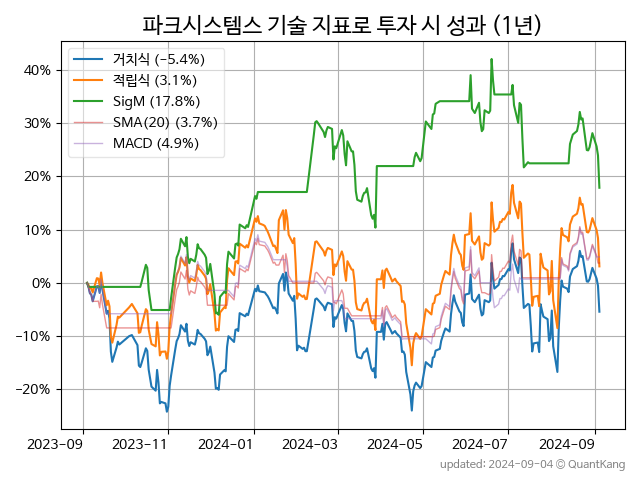 파크시스템스 기술 지표로 투자 시 성과 (1년)
거치식 (−5.4%)
적립식 (3.1%)
SigM (17.8%)
SMA(20) (3.7%)
MACD (4.9%)
40%
30%
20%
10%
0%
−10%
−20%
2023-09 2023-11 2024-01 2024-03 2024-05 2024-07 2024-09
updated: 2024-09-04 © QuantKang